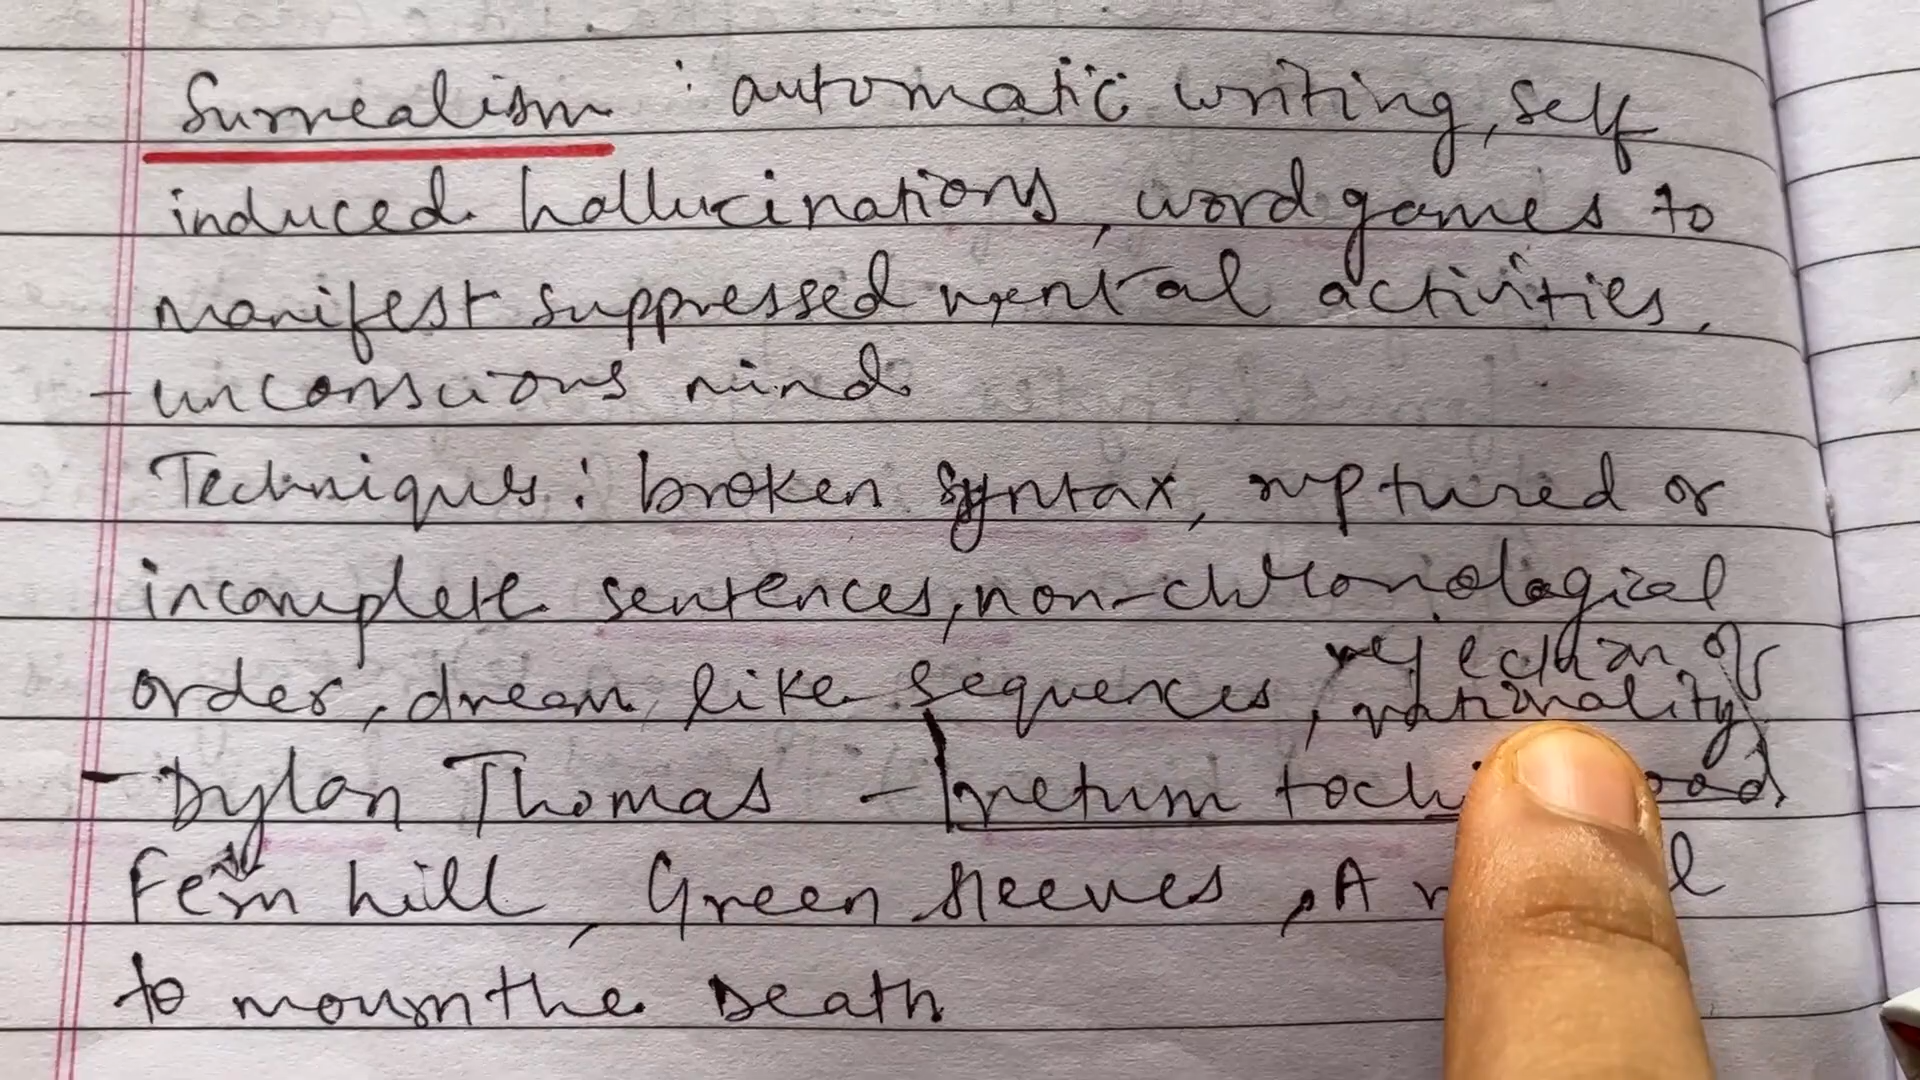 Surrealism : automatic writing, self
induced hallucinations, word games to
manifest suppressed mental activities.
- unconscious mind
Techniques : broken syntax, ruptured or
incomplete sentences, non-chronological
order, dream like sequences, rejection of
rationality
- Dylan Thomas - return to
Fern hill, Green sleeves, A
to mourn the Death